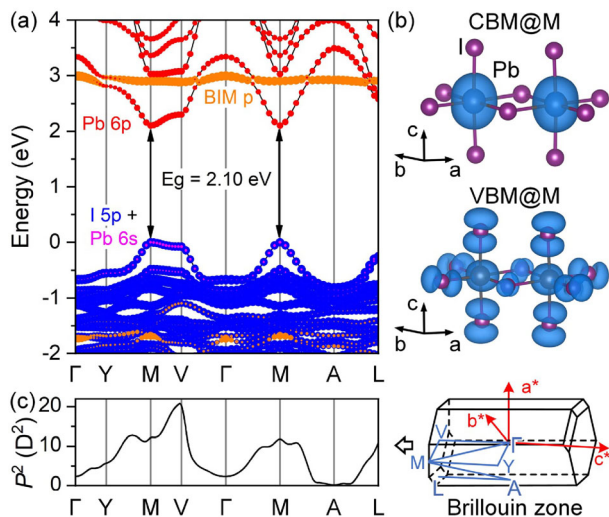 (a)
4
3
2
1
0
-1
-2
Energy (eV)
BIM p
Pb 6p
Eg = 2.10 eV
I 5p +
Pb 6s
Γ Y M V Γ M A L
(b)
CBM@M
I
Pb
c
b a
VBM@M
c
b a
(c)
20
10
0
P² (D²)
Γ Y M V Γ M A L
a*
b*
c*
V
Γ
M
Y
L
A
Brillouin zone